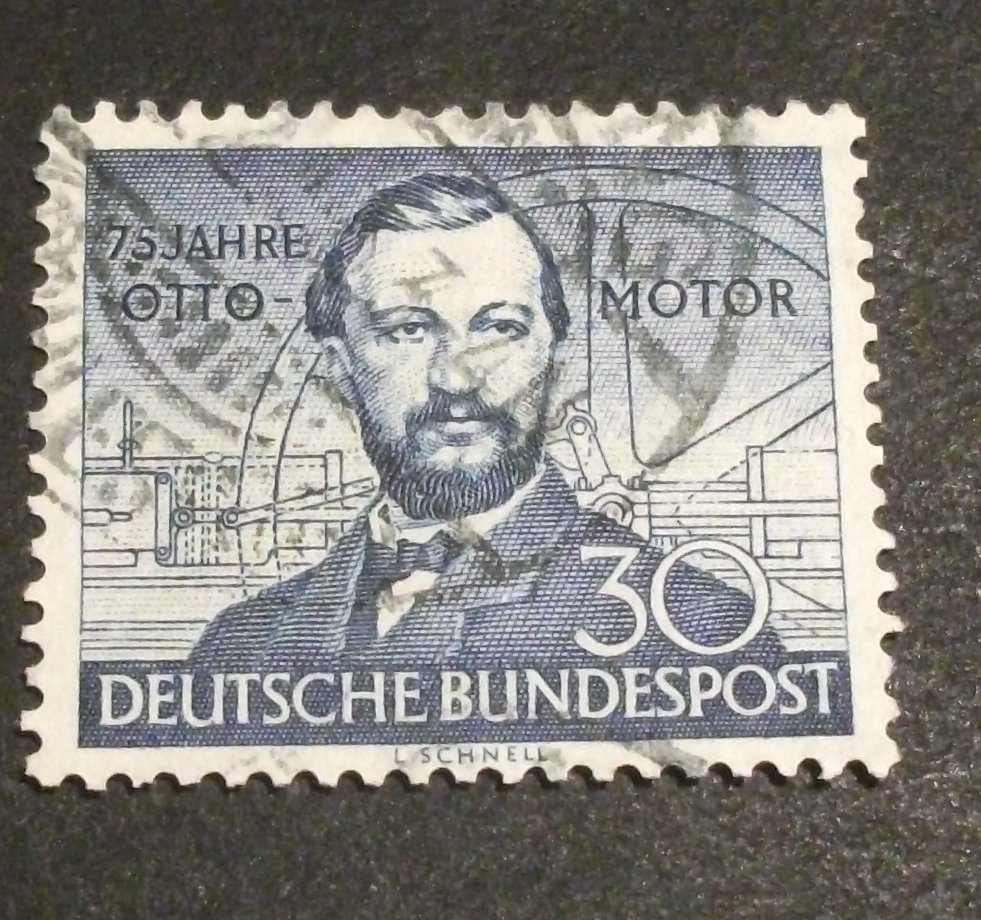 75 JAHRE
OTTO-MOTOR
30
DEUTSCHE BUNDESPOST
L SCHNELL